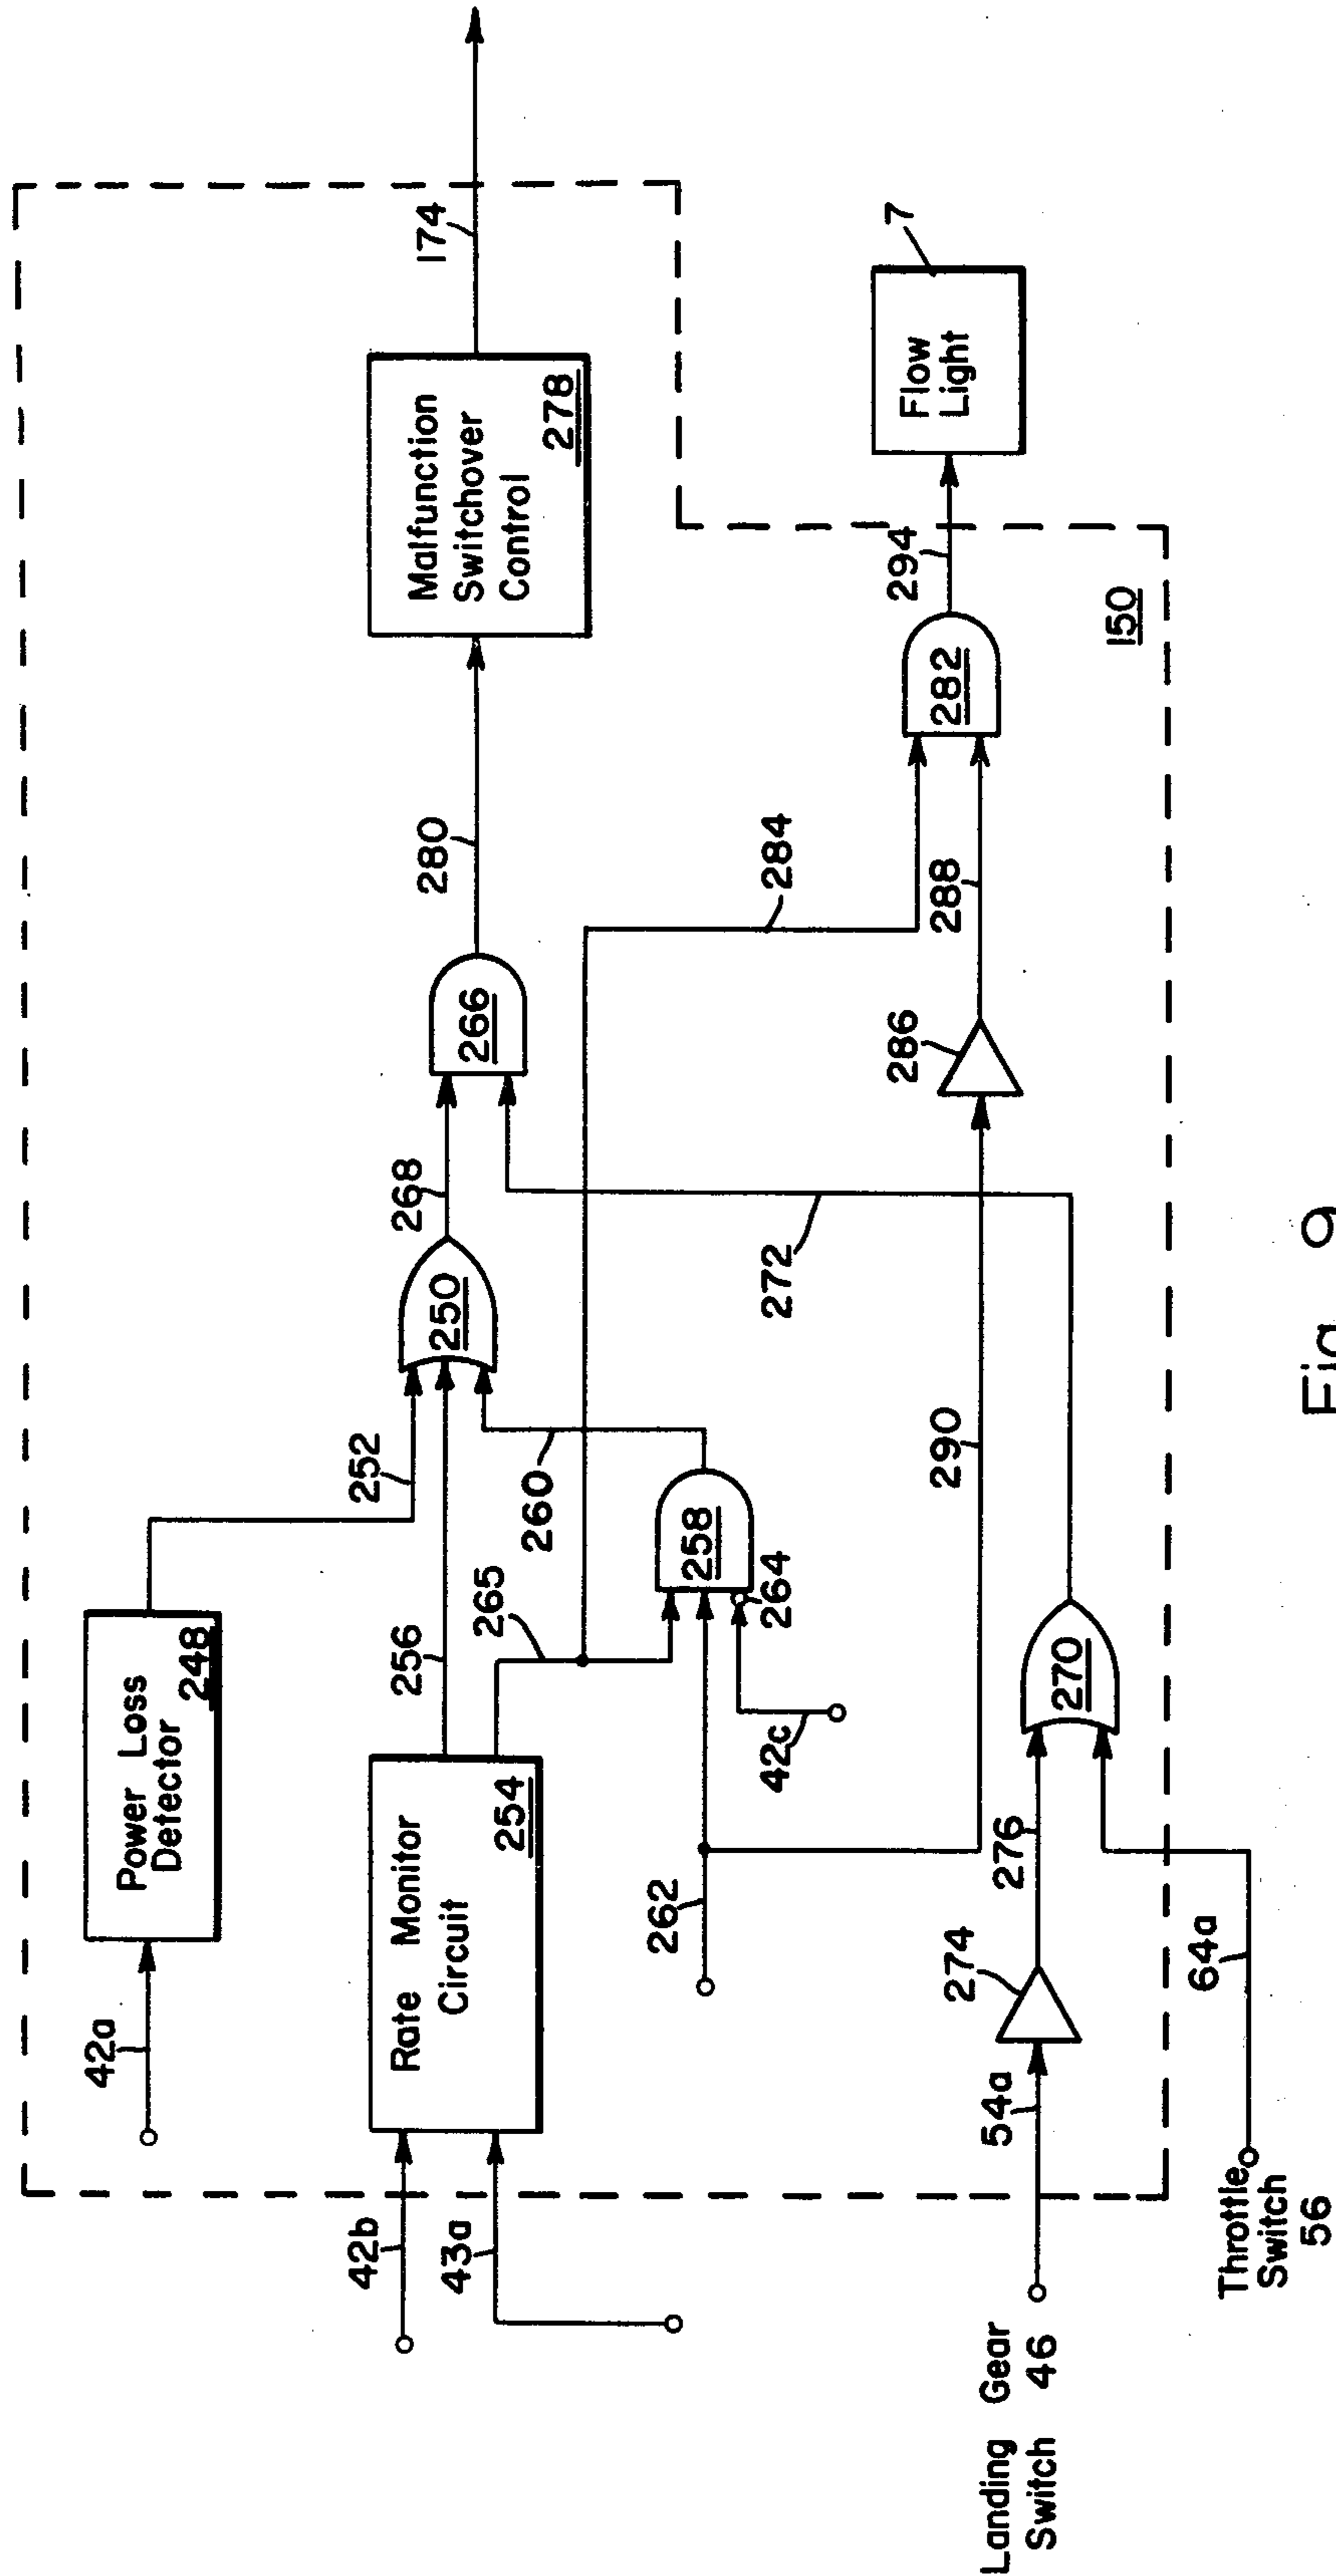 42a
Power Loss
Detector
248
252
42b
43a
Rate Monitor
Circuit
254
256
265
260
250
268
266
280
Malfunction
Switchover
Control
278
174
262
258
264
42c
284
272
290
286
288
282
294
Flow
Light
7
150
Landing Gear
Switch 46
54a
274
276
270
Throttle
Switch
56
64a
Fig. 9